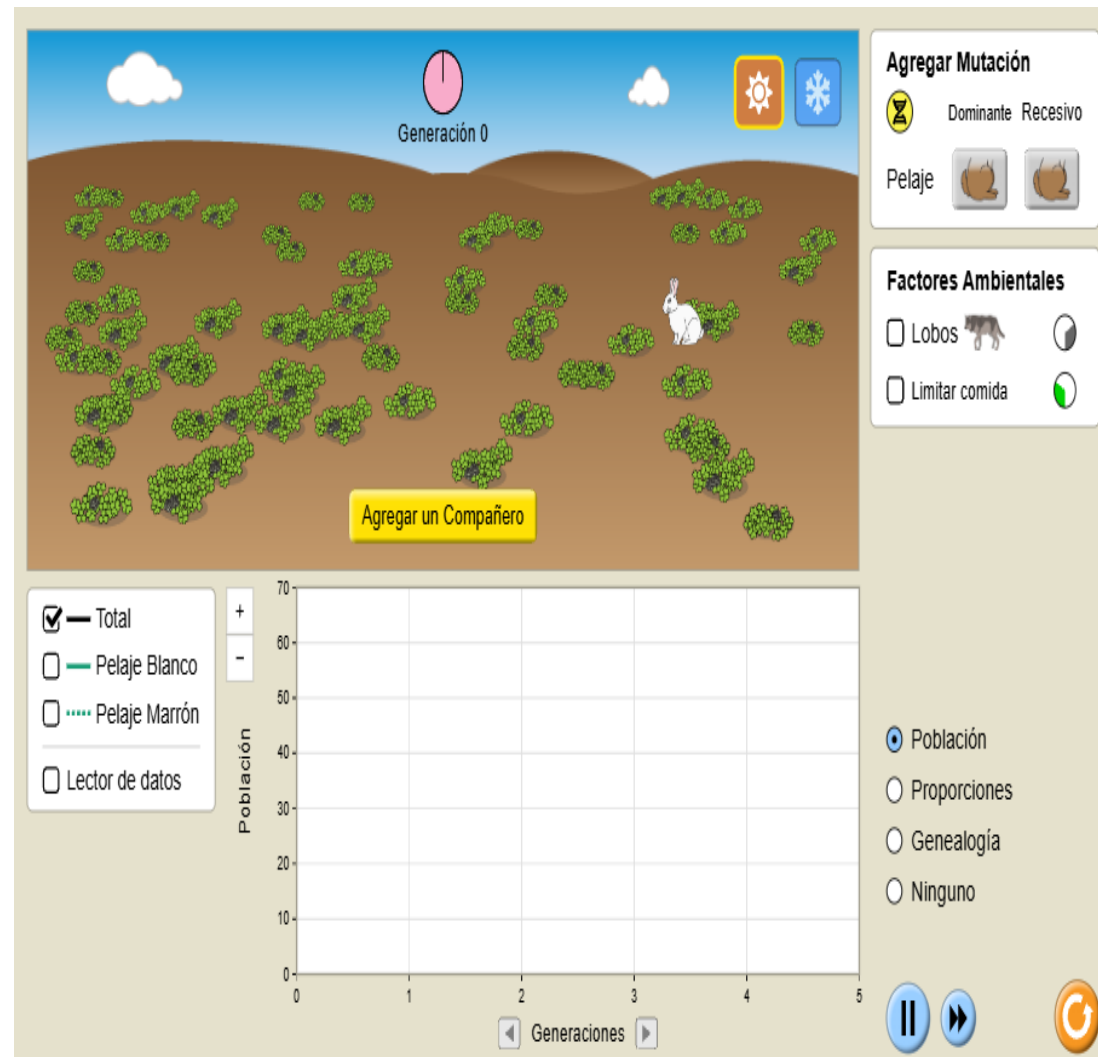 Generación 0
Agregar un Compañero
Agregar Mutación
Dominante Recesivo
Pelaje
Factores Ambientales
Lobos
Limitar comida
Total
Pelaje Blanco
Pelaje Marrón
Lector de datos
+
-
Población
70
60
50
40
30
20
10
0
0 1 2 3 4 5
Generaciones
Población
Proporciones
Genealogía
Ninguno